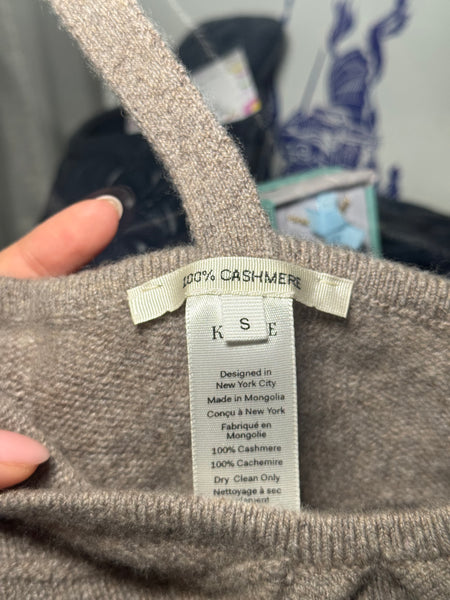 100% CASHMERE
S
K E
Designed in
New York City
Made in Mongolia
Conçu à New York
Fabriqué en
Mongolie
100% Cashmere
100% Cachemire
Dry Clean Only
Nettoyage à sec